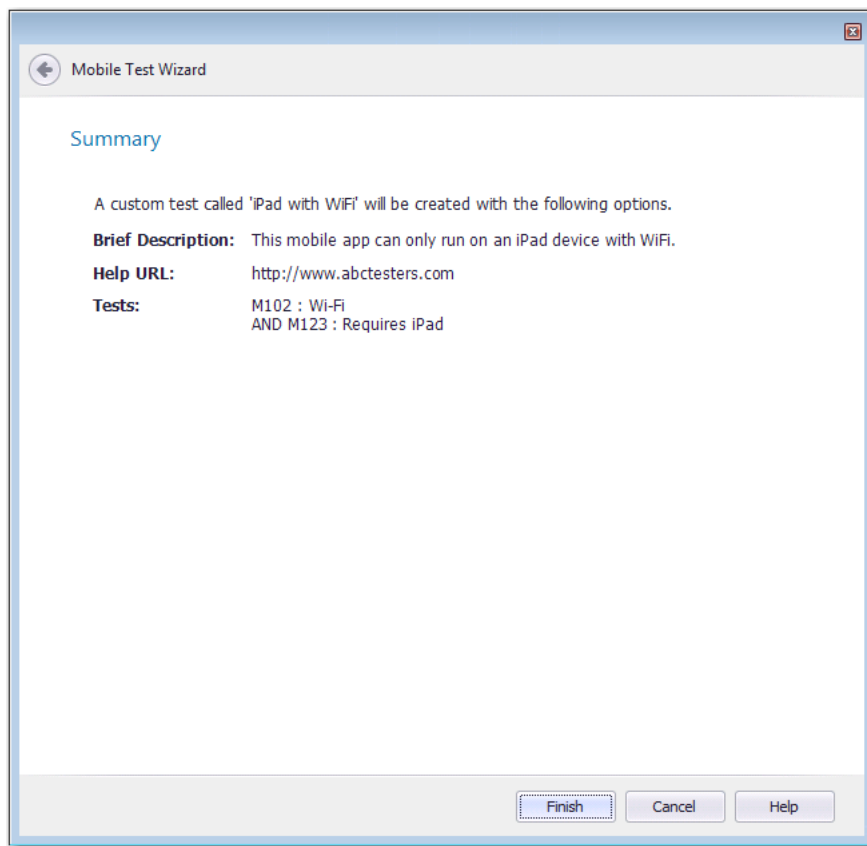 Mobile Test Wizard
Summary
A custom test called 'iPad with WiFi' will be created with the following options.
Brief Description: This mobile app can only run on an iPad device with WiFi.
Help URL: http://www.abctesters.com
Tests: M102 : Wi-Fi
AND M123 : Requires iPad
Finish Cancel Help